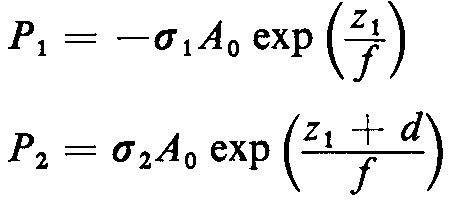 P₁ = −σ₁A₀ exp(z₁/f)
P₂ = σ₂A₀ exp((z₁ + d)/f)